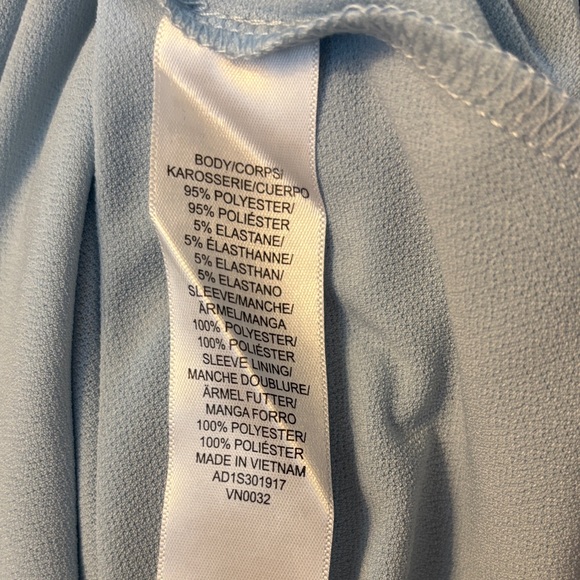 BODY/CORPS/
KAROSSERIE/CUERPO
95% POLYESTER/
95% POLIÉSTER
5% ELASTANE/
5% ÉLASTHANNE/
5% ELASTHAN/
5% ELASTANO
SLEEVE/MANCHE/
ÄRMEL/MANGA
100% POLYESTER/
100% POLIÉSTER
SLEEVE LINING/
MANCHE DOUBLURE/
ÄRMEL FUTTER/
MANGA FORRO
100% POLYESTER/
100% POLIÉSTER
MADE IN VIETNAM
AD1S301917
VN0032